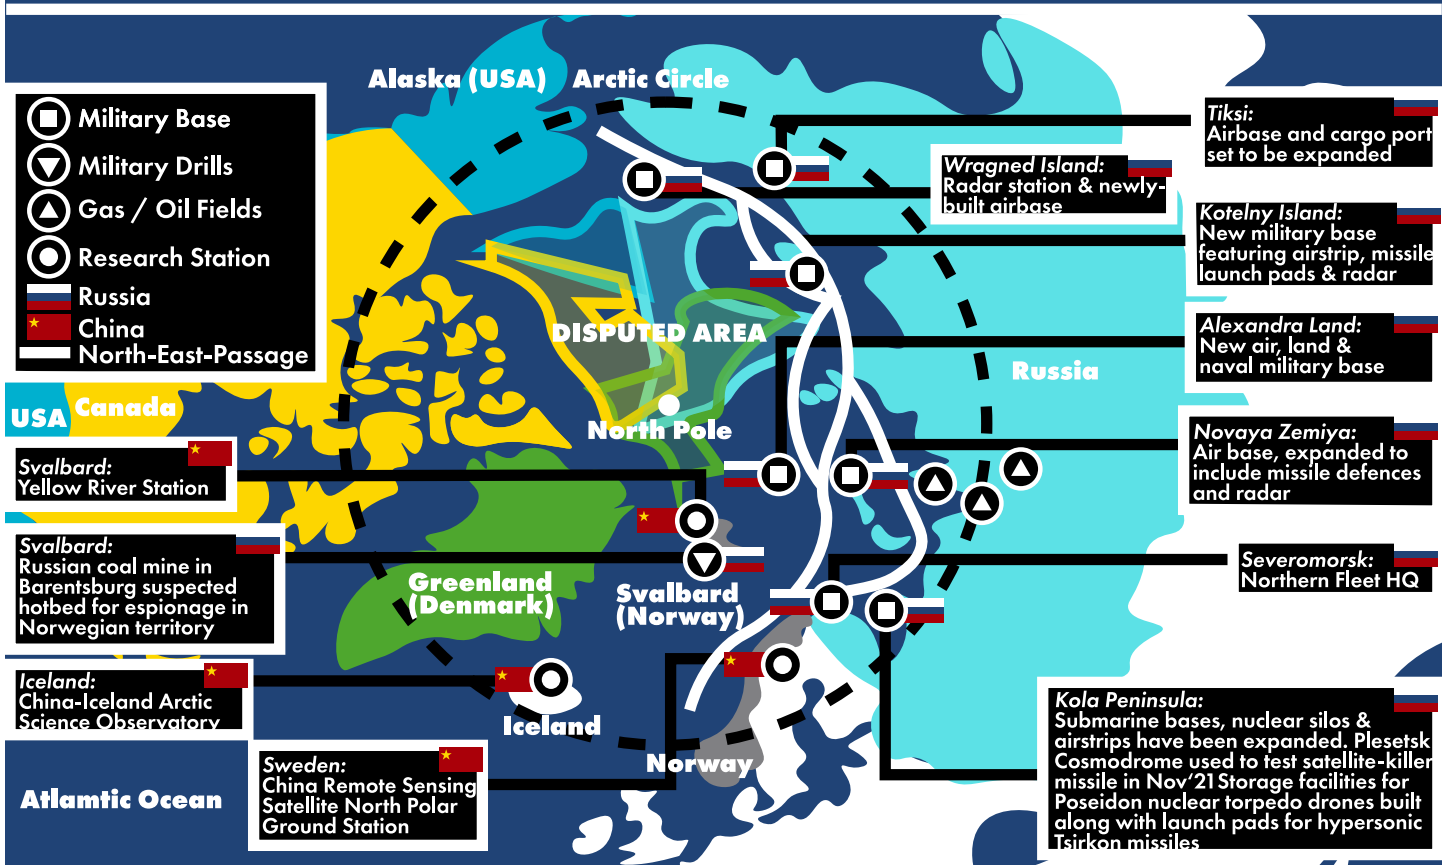 Alaska (USA)
Arctic Circle
Military Base
Military Drills
Gas / Oil Fields
Research Station
Russia
China
North-East-Passage
Tiksi:
Airbase and cargo port
set to be expanded
Wragned Island:
Radar station & newly-
built airbase
Kotelny Island:
New military base
featuring airstrip, missile
launch pads & radar
DISPUTED AREA
Alexandra Land:
New air, land &
naval military base
Russia
USA
Canada
North Pole
Novaya Zemiya:
Air base, expanded to
include missile defences
and radar
Svalbard:
Yellow River Station
Svalbard:
Russian coal mine in
Barentsburg suspected
hotbed for espionage in
Norwegian territory
Greenland
(Denmark)
Svalbard
(Norway)
Severomorsk:
Northern Fleet HQ
Iceland:
China-Iceland Arctic
Science Observatory
Iceland
Norway
Kola Peninsula:
Submarine bases, nuclear silos &
airstrips have been expanded. Plesetsk
Cosmodrome used to test satellite-killer
missile in Nov'21 Storage facilities for
Poseidon nuclear torpedo drones built
along with launch pads for hypersonic
Tsirkon missiles
Sweden:
China Remote Sensing
Satellite North Polar
Ground Station
Atlamtic Ocean